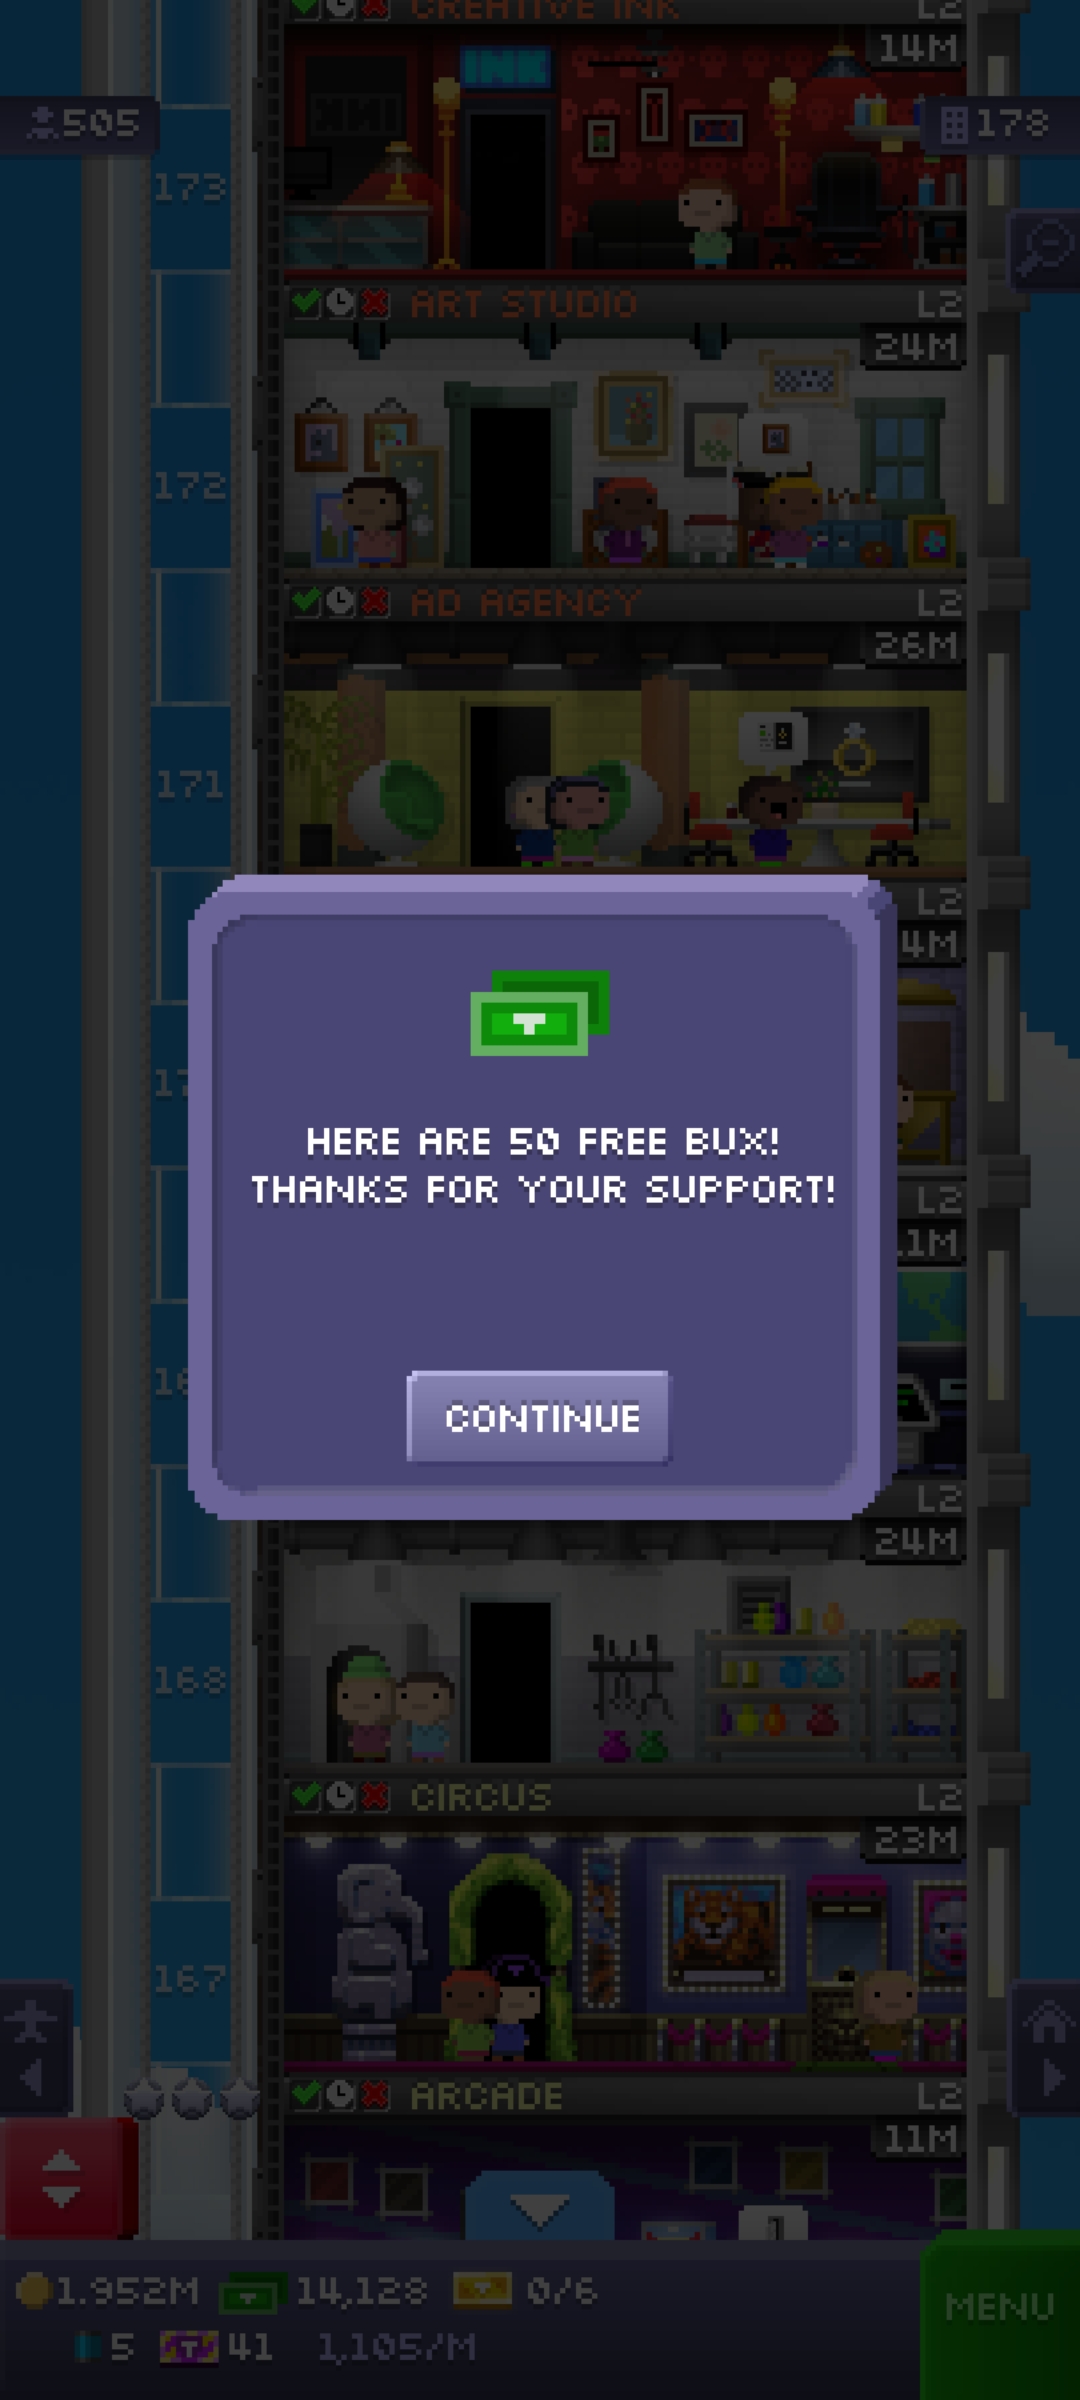 CREATIVE INK L2
14M
INK
INK
505
178
173
ART STUDIO L2
24M
172
AD AGENCY L2
26M
171
L2
4M
HERE ARE 50 FREE BUX!
THANKS FOR YOUR SUPPORT!
L2
1M
CONTINUE
L2
24M
168
CIRCUS L2
23M
167
ARCADE L2
11M
1
1.952M 14,128 0/6
MENU
5 41 1,105/M